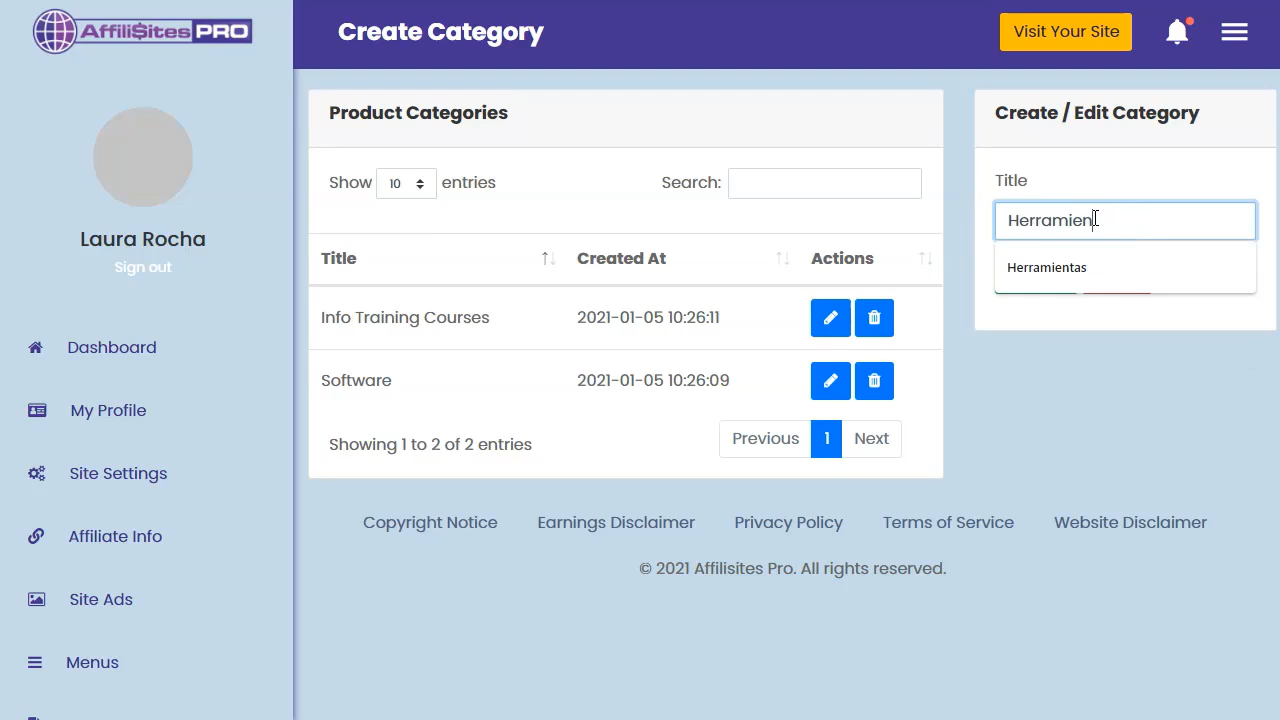 Affili$ites PRO
Create Category
Visit Your Site
Laura Rocha
Sign out
Dashboard
My Profile
Site Settings
Affiliate Info
Site Ads
Menus
Product Categories
Show 10 entries
Search:
Title Created At Actions
Info Training Courses 2021-01-05 10:26:11
Software 2021-01-05 10:26:09
Showing 1 to 2 of 2 entries
Previous 1 Next
Create / Edit Category
Title
Herramien
Herramientas
Copyright Notice Earnings Disclaimer Privacy Policy Terms of Service Website Disclaimer
© 2021 Affilisites Pro. All rights reserved.